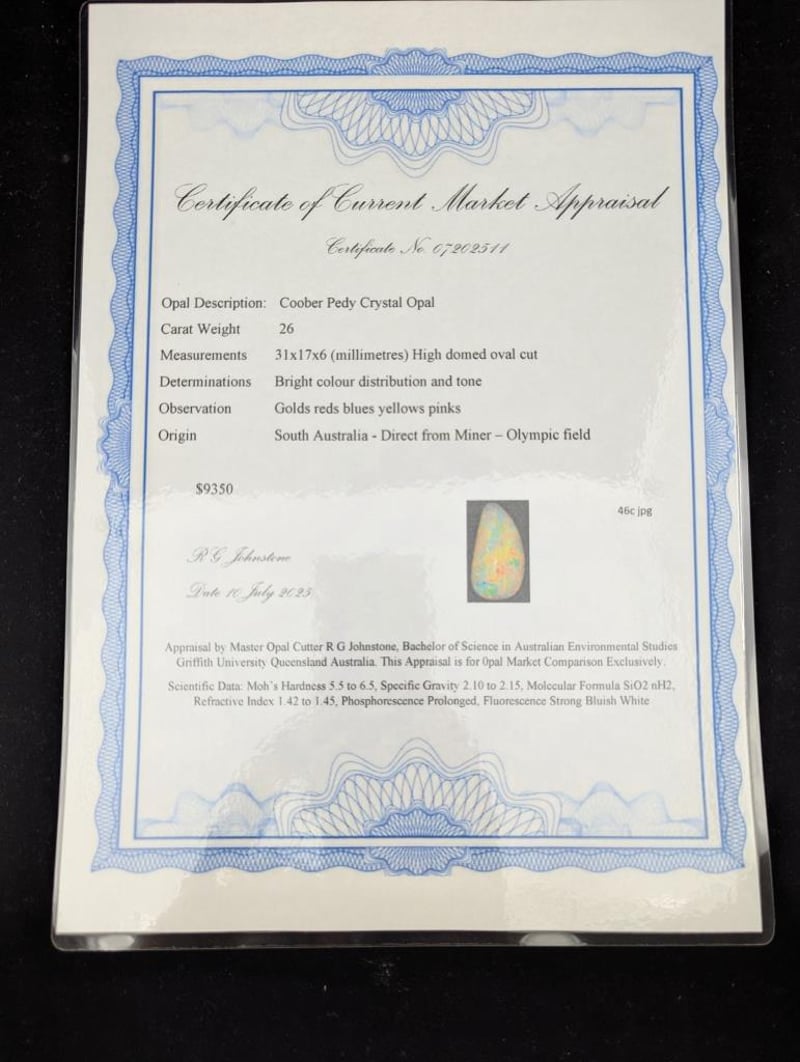 Certificate of Current Market Appraisal
Certificate No. 07202511
Opal Description: Coober Pedy Crystal Opal
Carat Weight 26
Measurements 31x17x6 (millimetres) High domed oval cut
Determinations Bright colour distribution and tone
Observation Golds reds blues yellows pinks
Origin South Australia - Direct from Miner – Olympic field
$9350
46c jpg
R G Johnstone
Date 10 July 2025
Appraisal by Master Opal Cutter R G Johnstone, Bachelor of Science in Australian Environmental Studies
Griffith University Queensland Australia. This Appraisal is for Opal Market Comparison Exclusively.
Scientific Data: Moh's Hardness 5.5 to 6.5, Specific Gravity 2.10 to 2.15, Molecular Formula SiO2 nH2,
Refractive Index 1.42 to 1.45, Phosphorescence Prolonged, Fluorescence Strong Bluish White